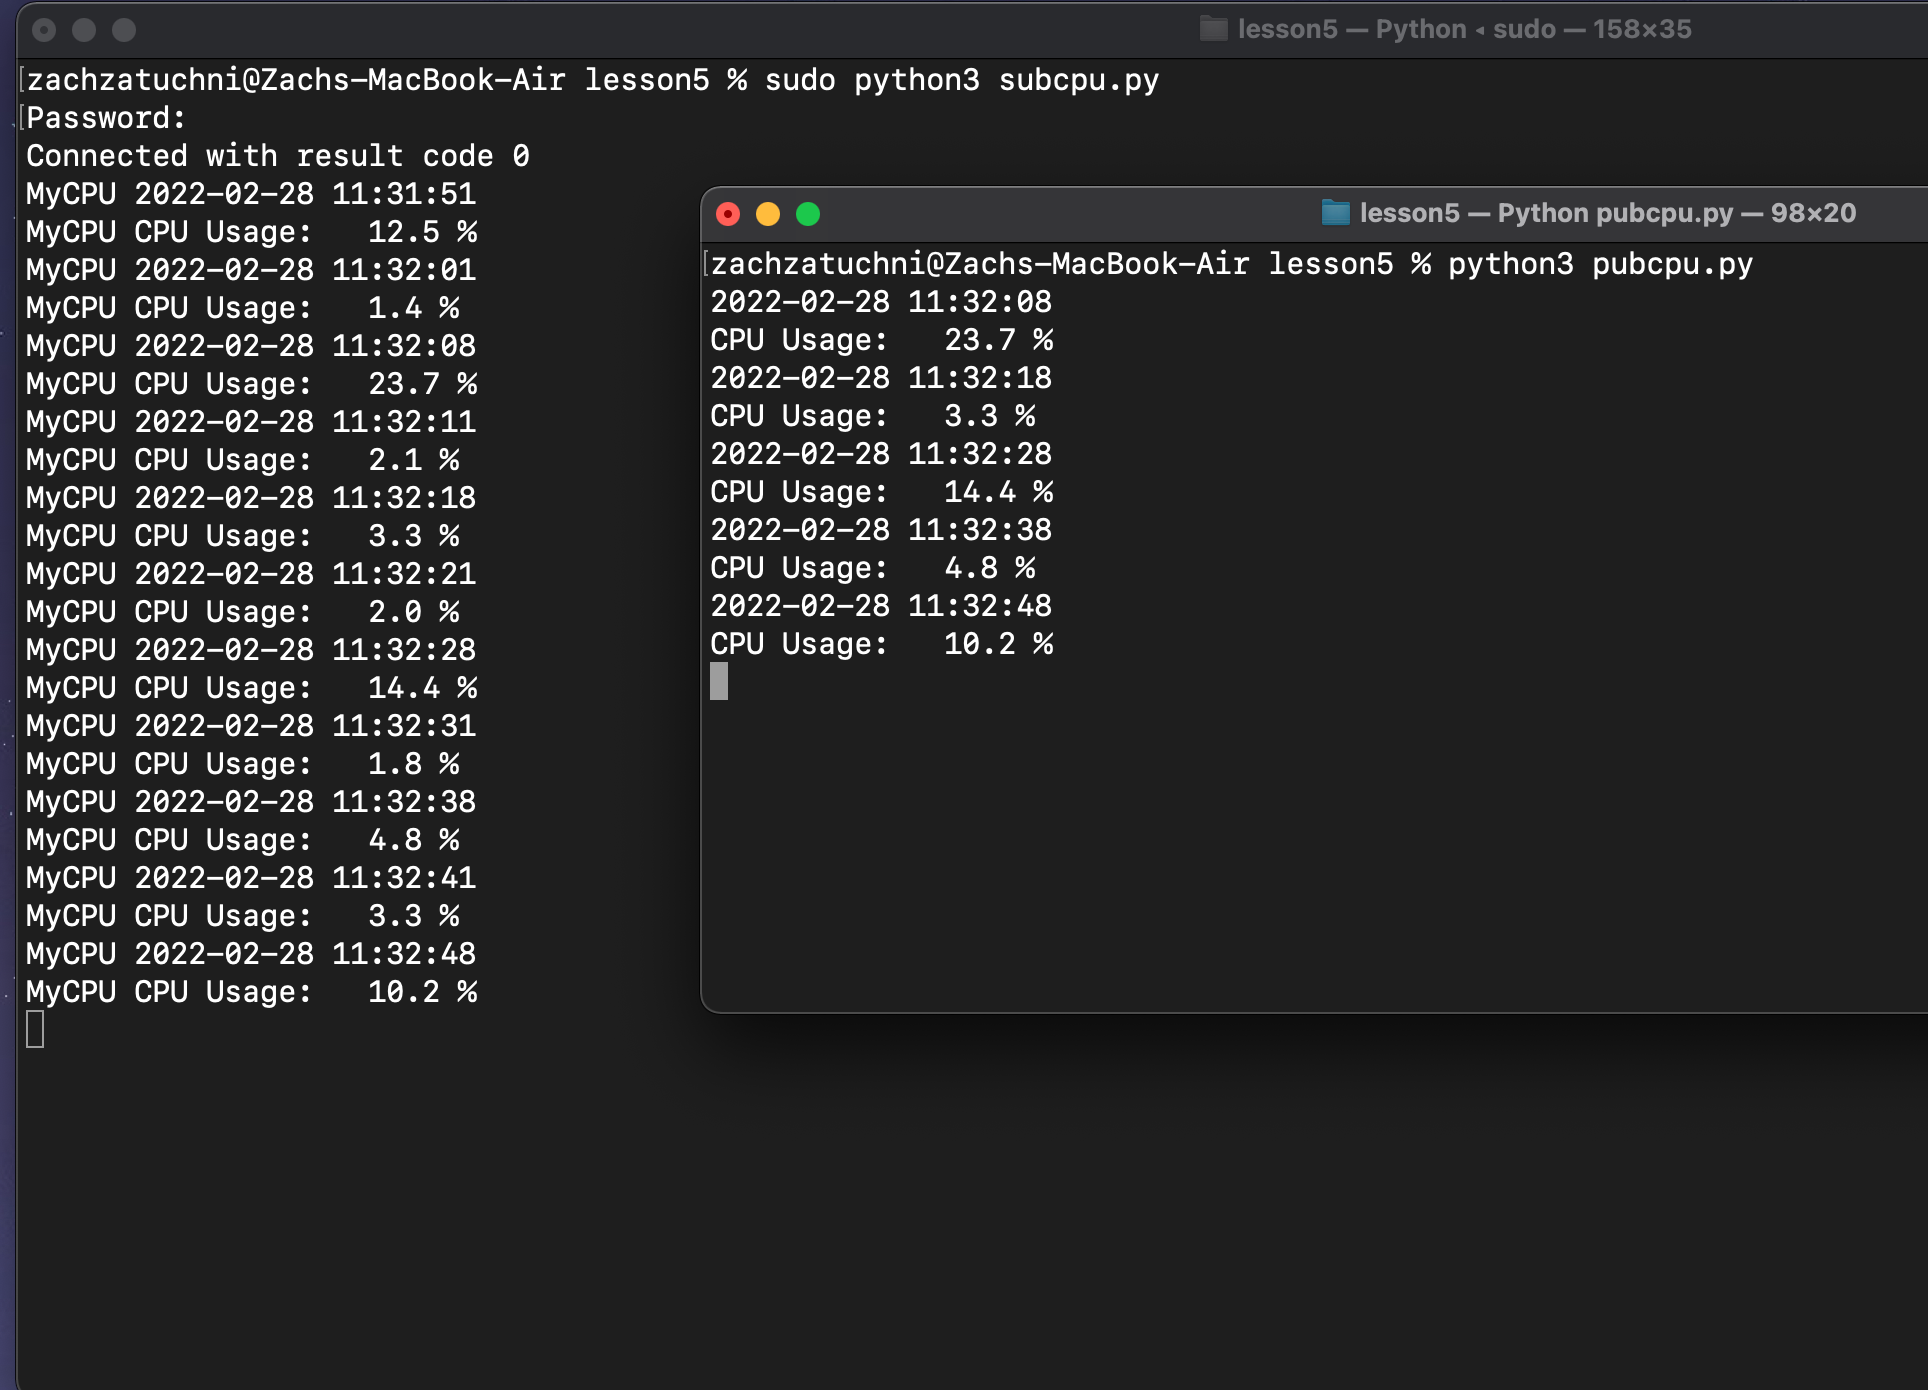 lesson5 — Python ◂ sudo — 158×35
zachzatuchni@Zachs-MacBook-Air lesson5 % sudo python3 subcpu.py
Password:
Connected with result code 0
MyCPU 2022-02-28 11:31:51
MyCPU CPU Usage:   12.5 %
MyCPU 2022-02-28 11:32:01
MyCPU CPU Usage:   1.4 %
MyCPU 2022-02-28 11:32:08
MyCPU CPU Usage:   23.7 %
MyCPU 2022-02-28 11:32:11
MyCPU CPU Usage:   2.1 %
MyCPU 2022-02-28 11:32:18
MyCPU CPU Usage:   3.3 %
MyCPU 2022-02-28 11:32:21
MyCPU CPU Usage:   2.0 %
MyCPU 2022-02-28 11:32:28
MyCPU CPU Usage:   14.4 %
MyCPU 2022-02-28 11:32:31
MyCPU CPU Usage:   1.8 %
MyCPU 2022-02-28 11:32:38
MyCPU CPU Usage:   4.8 %
MyCPU 2022-02-28 11:32:41
MyCPU CPU Usage:   3.3 %
MyCPU 2022-02-28 11:32:48
MyCPU CPU Usage:   10.2 %
lesson5 — Python pubcpu.py — 98×20
zachzatuchni@Zachs-MacBook-Air lesson5 % python3 pubcpu.py
2022-02-28 11:32:08
CPU Usage:   23.7 %
2022-02-28 11:32:18
CPU Usage:   3.3 %
2022-02-28 11:32:28
CPU Usage:   14.4 %
2022-02-28 11:32:38
CPU Usage:   4.8 %
2022-02-28 11:32:48
CPU Usage:   10.2 %